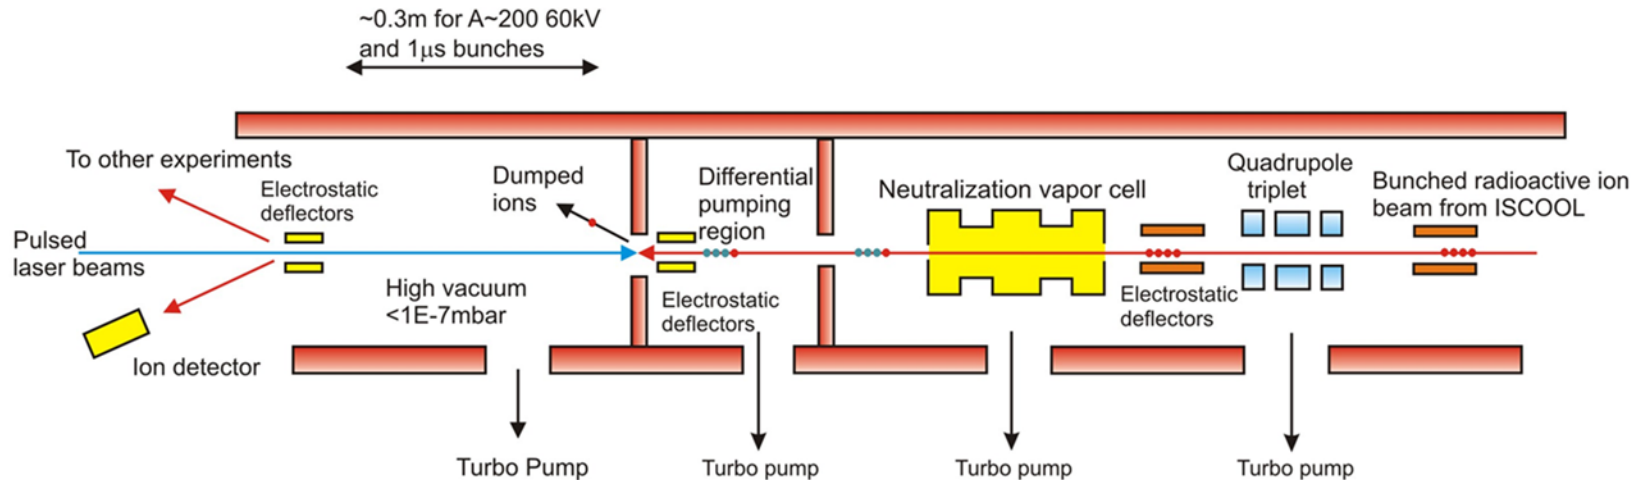 ~0.3m for A~200 60kV
and 1μs bunches
To other experiments
Electrostatic
deflectors
Dumped
ions
Differential
pumping
region
Neutralization vapor cell
Quadrupole
triplet
Bunched radioactive ion
beam from ISCOOL
Pulsed
laser beams
High vacuum
<1E-7mbar
Electrostatic
deflectors
Electrostatic
deflectors
Ion detector
Turbo Pump
Turbo pump
Turbo pump
Turbo pump